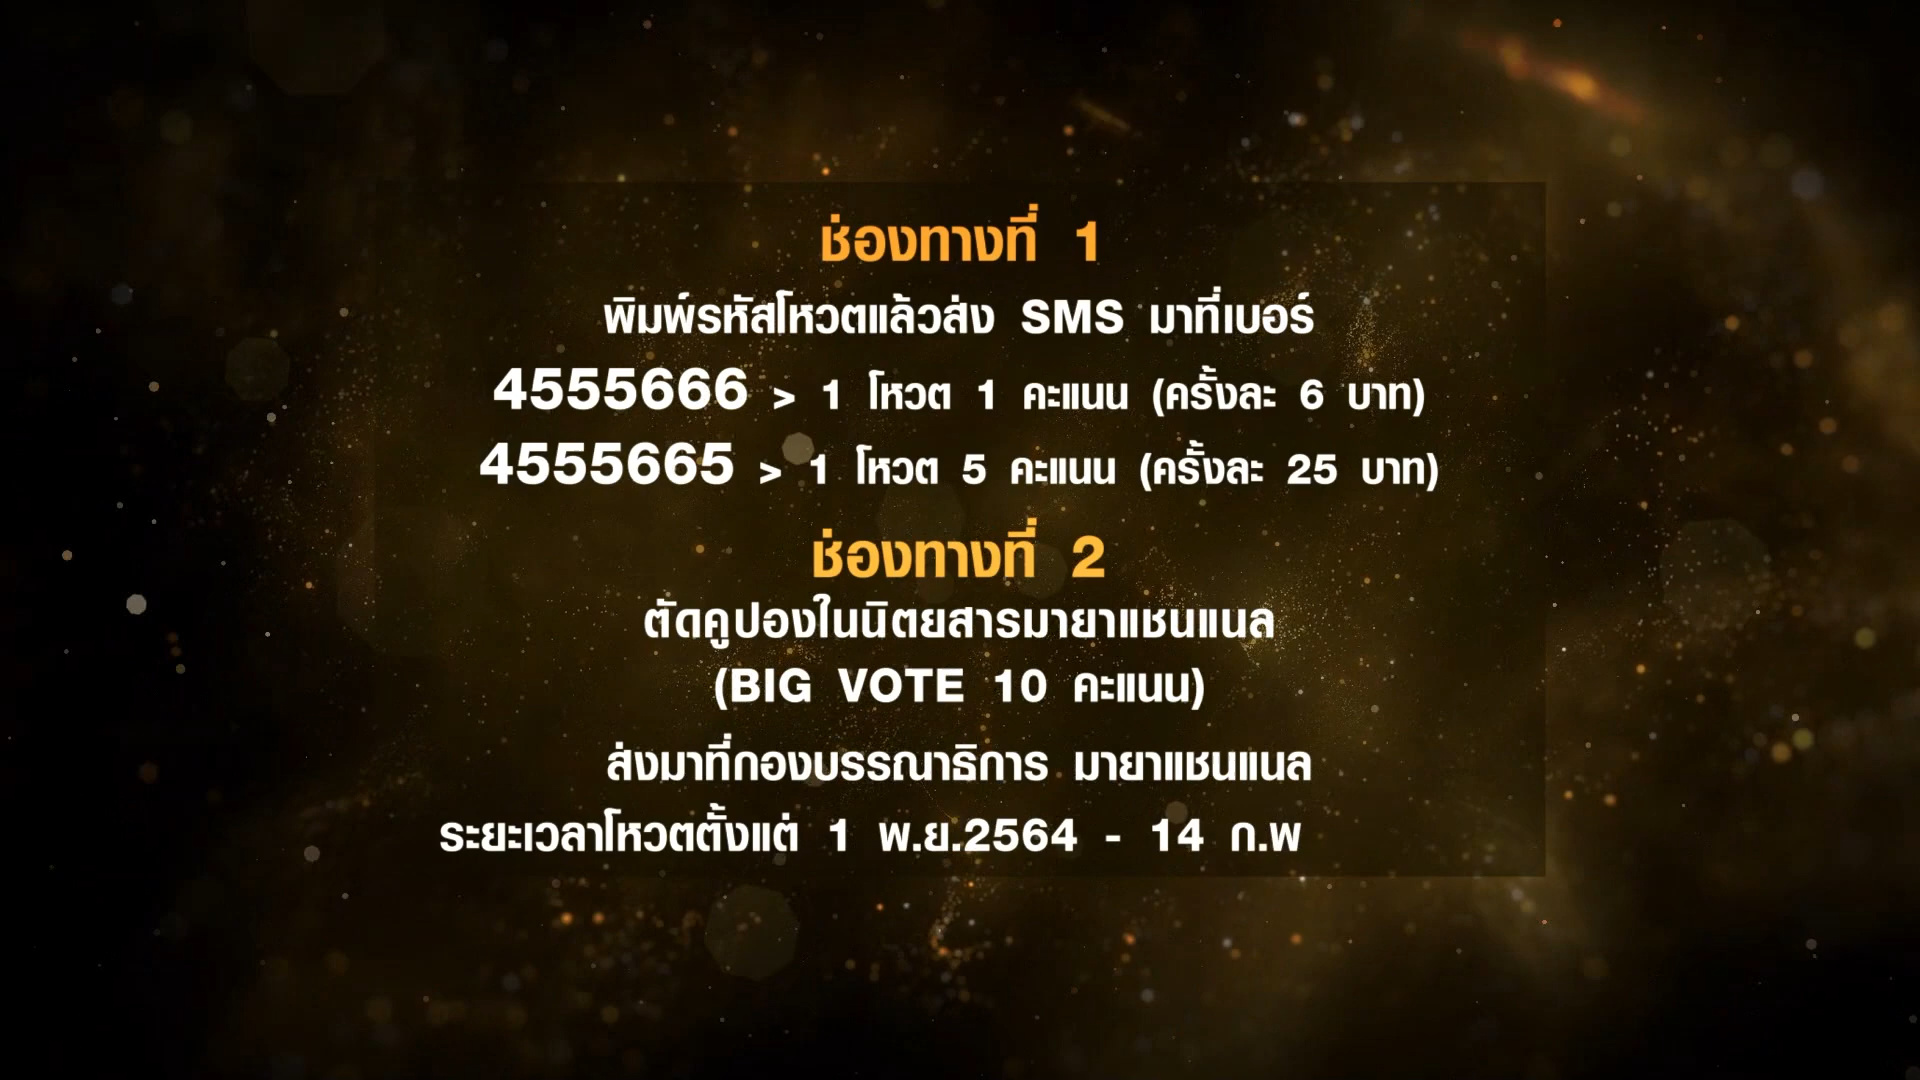 ช่องทางที่ 1
พิมพ์รหัสโหวตแล้วส่ง SMS มาที่เบอร์
4555666 > 1 โหวต 1 คะแนน (ครั้งละ 6 บาท)
4555665 > 1 โหวต 5 คะแนน (ครั้งละ 25 บาท)
ช่องทางที่ 2
ตัดคูปองในนิตยสารมายาแชนแนล
(BIG VOTE 10 คะแนน)
ส่งมาที่กองบรรณาธิการ มายาแชนแนล
ระยะเวลาโหวตตั้งแต่ 1 พ.ย.2564 - 14 ก.พ